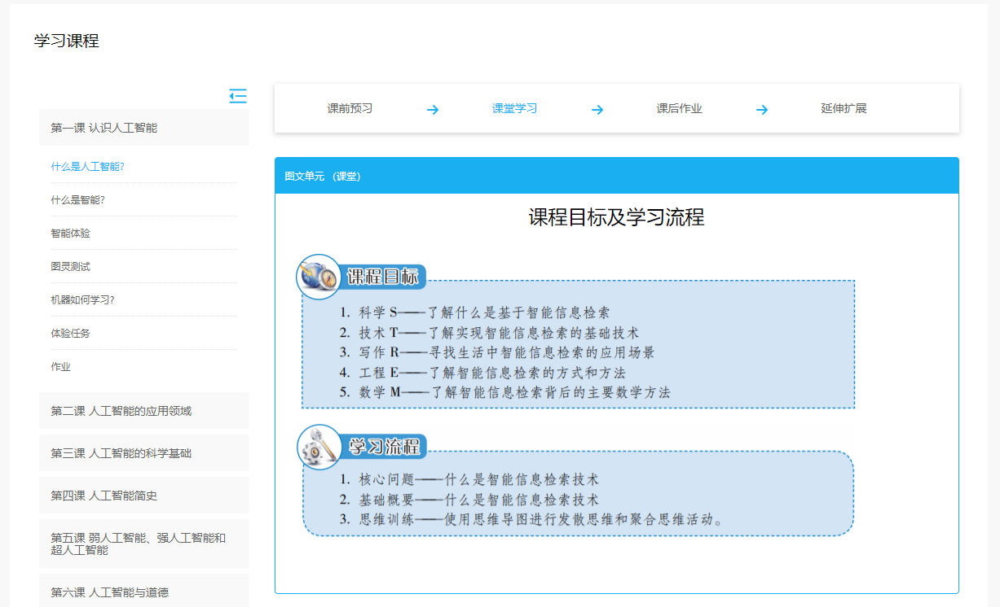 学习课程
第一课 认识人工智能
什么是人工智能?
什么是智能?
智能体验
图灵测试
机器如何学习?
体验任务
作业
第二课 人工智能的应用领域
第三课 人工智能的科学基础
第四课 人工智能简史
第五课 弱人工智能、强人工智能和
超人工智能
第六课 人工智能与道德
课前预习
课堂学习
课后作业
延伸扩展
图文单元 (课堂)
课程目标及学习流程
课程目标
1. 科学 S——了解什么是基于智能信息检索
2. 技术 T——了解实现智能信息检索的基础技术
3. 写作 R——寻找生活中智能信息检索的应用场景
4. 工程 E——了解智能信息检索的方式和方法
5. 数学 M——了解智能信息检索背后的主要数学方法
学习流程
1. 核心问题——什么是智能信息检索技术
2. 基础概要——什么是智能信息检索技术
3. 思维训练——使用思维导图进行发散思维和聚合思维活动。